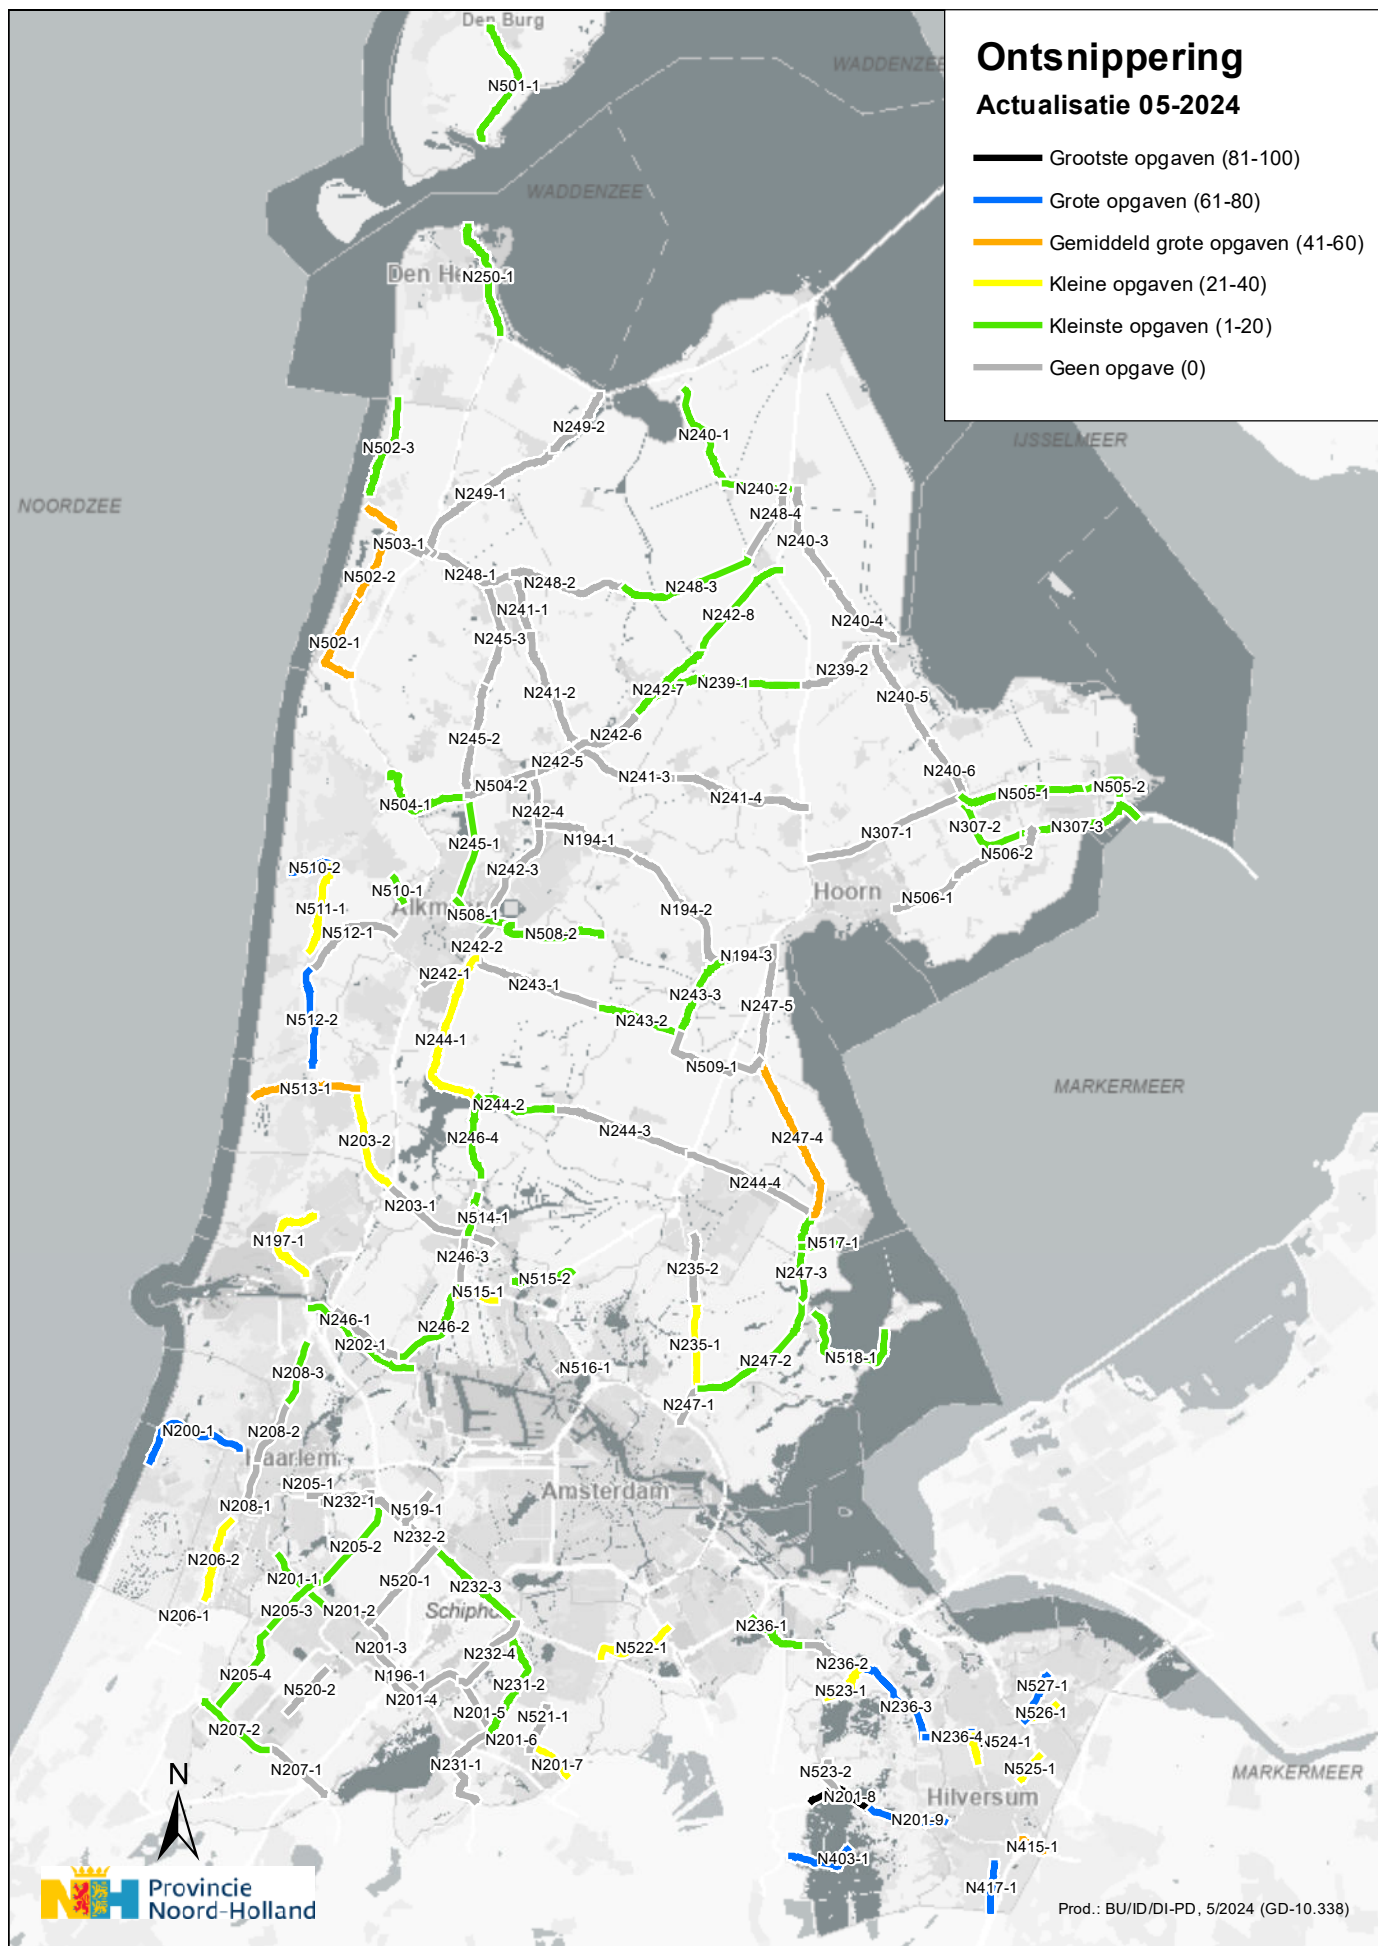 Ontsnippering
Actualisatie 05-2024
Grootste opgaven (81-100)
Grote opgaven (61-80)
Gemiddeld grote opgaven (41-60)
Kleine opgaven (21-40)
Kleinste opgaven (1-20)
Geen opgave (0)
Den Burg
N501-1
WADDENZEE
WADDENZEE
Den He
N250-1
N249-2
N240-1
IJSSELMEER
N502-3
N249-1
N240-2
NOORDZEE
N248-4
N503-1
N240-3
N502-2
N248-1
N248-2
N248-3
N241-1
N242-8
N240-4
N502-1
N245-3
N239-2
N242-7
N239-1
N241-2
N240-5
N245-2
N242-6
N242-5
N240-6
N504-2
N241-3
N505-1
N505-2
N504-1
N241-4
N242-4
N307-1
N307-2
N307-3
N245-1
N194-1
N506-2
N510-2
N242-3
N510-1
Hoorn
N511-1
Alkm
N508-1
N194-2
N506-1
N512-1
N508-2
N242-2
N194-3
N242-1
N243-1
N243-3
N247-5
N512-2
N243-2
N244-1
N509-1
N513-1
MARKERMEER
N244-2
N203-2
N246-4
N244-3
N247-4
N244-4
N203-1
N514-1
N197-1
N246-3
N517-1
N235-2
N247-3
N515-2
N515-1
N246-1
N246-2
N202-1
N235-1
N247-2
N518-1
N208-3
N516-1
N247-1
N200-1
N208-2
Haarlem
N205-1
Amsterdam
N208-1
N232-1
N519-1
N232-2
N205-2
N206-2
N201-1
N520-1
N232-3
N206-1
N205-3
N201-2
Schipho
N236-1
N201-3
N232-4
N522-1
N205-4
N196-1
N236-2
N520-2
N201-4
N231-2
N523-1
N527-1
N207-2
N201-5
N521-1
N236-3
N526-1
N201-6
N236-4
N524-1
N207-1
N231-1
N201-7
N525-1
N523-2
MARKERMEER
N201-8
Hilversum
N201-9
N415-1
N403-1
N417-1
N
NH
Provincie
Noord-Holland
Prod.: BU/ID/DI-PD, 5/2024 (GD-10.338)